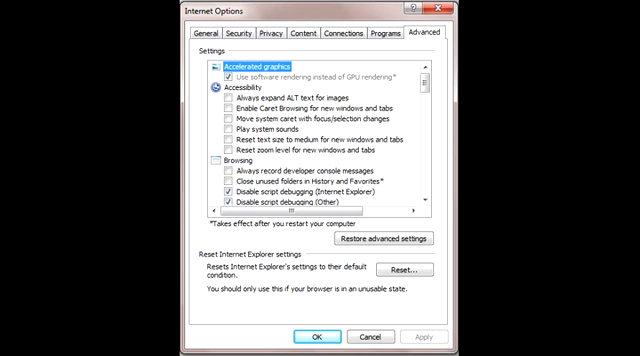 Internet Options
General Security Privacy Content Connections Programs Advanced
Settings
Accelerated graphics
Use software rendering instead of GPU rendering*
Accessibility
Always expand ALT text for images
Enable Caret Browsing for new windows and tabs
Move system caret with focus/selection changes
Play system sounds
Reset text size to medium for new windows and tabs
Reset zoom level for new windows and tabs
Browsing
Always record developer console messages
Close unused folders in History and Favorites*
Disable script debugging (Internet Explorer)
Disable script debugging (Other)
*Takes effect after you restart your computer
Restore advanced settings
Reset Internet Explorer settings
Resets Internet Explorer's settings to their default
condition.
Reset...
You should only use this if your browser is in an unusable state.
OK Cancel Apply